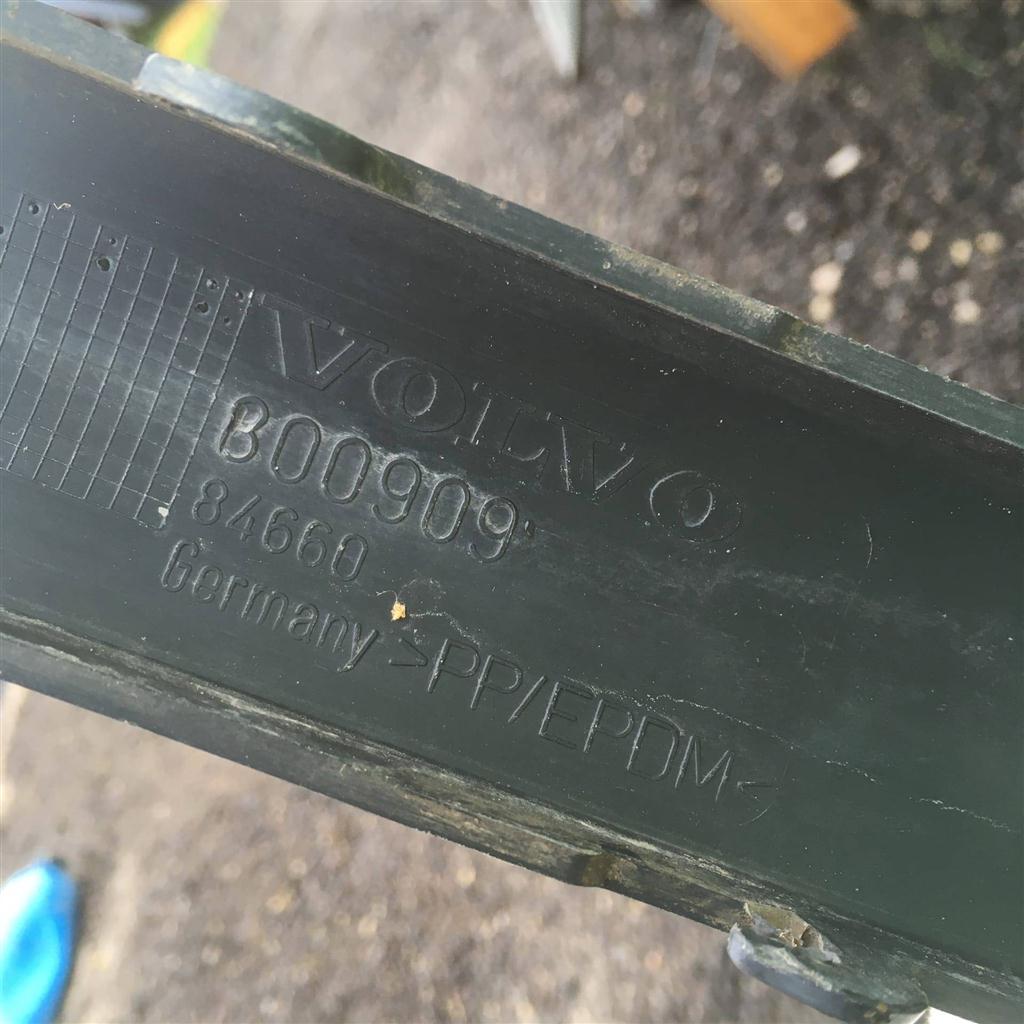 VOLVO
B00909
84660
Germany >PP/EPDM<